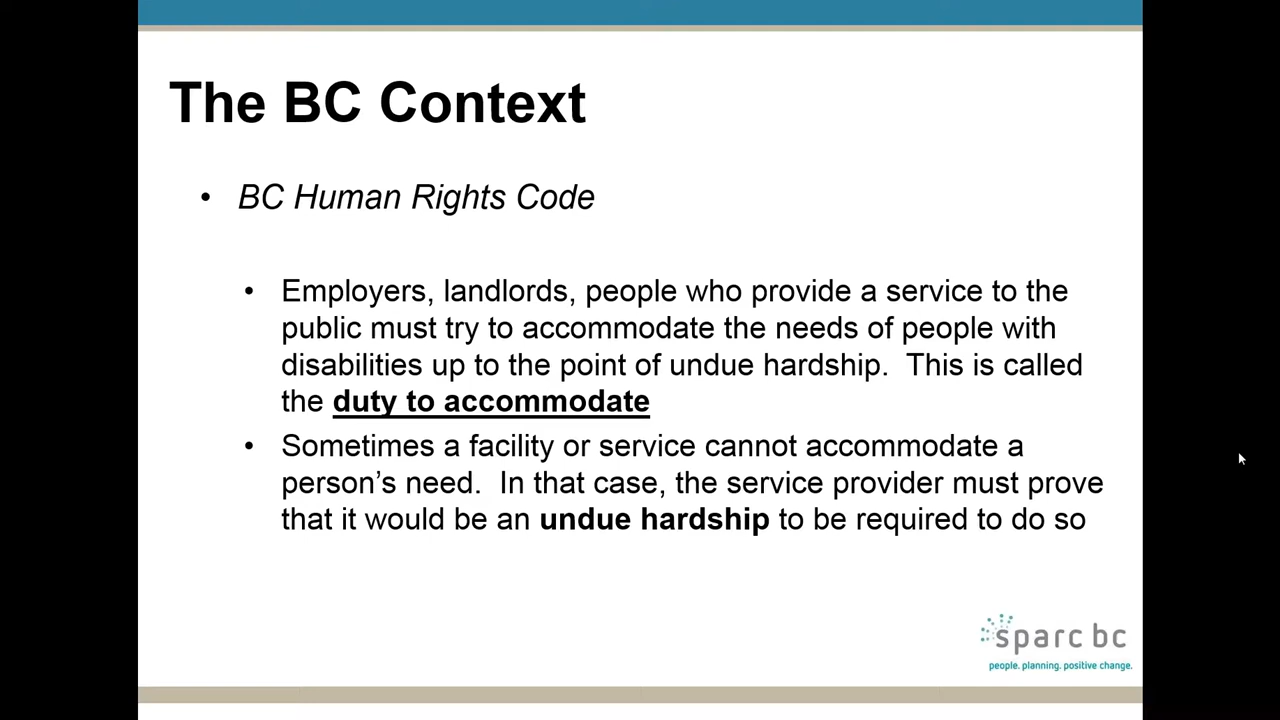 The BC Context
• BC Human Rights Code
• Employers, landlords, people who provide a service to the
public must try to accommodate the needs of people with
disabilities up to the point of undue hardship.  This is called
the duty to accommodate
• Sometimes a facility or service cannot accommodate a
person’s need.  In that case, the service provider must prove
that it would be an undue hardship to be required to do so
sparc bc
people. planning. positive change.